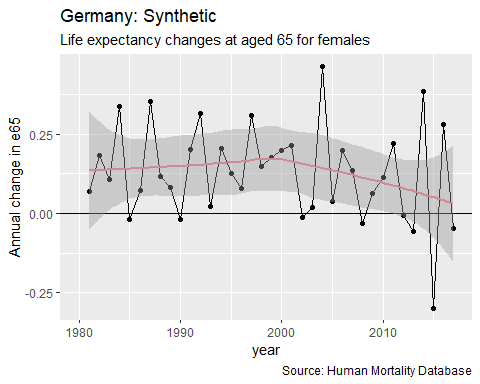 Germany: Synthetic
Life expectancy changes at aged 65 for females
Annual change in e65
0.25
0.00
-0.25
1980
1990
2000
2010
year
Source: Human Mortality Database